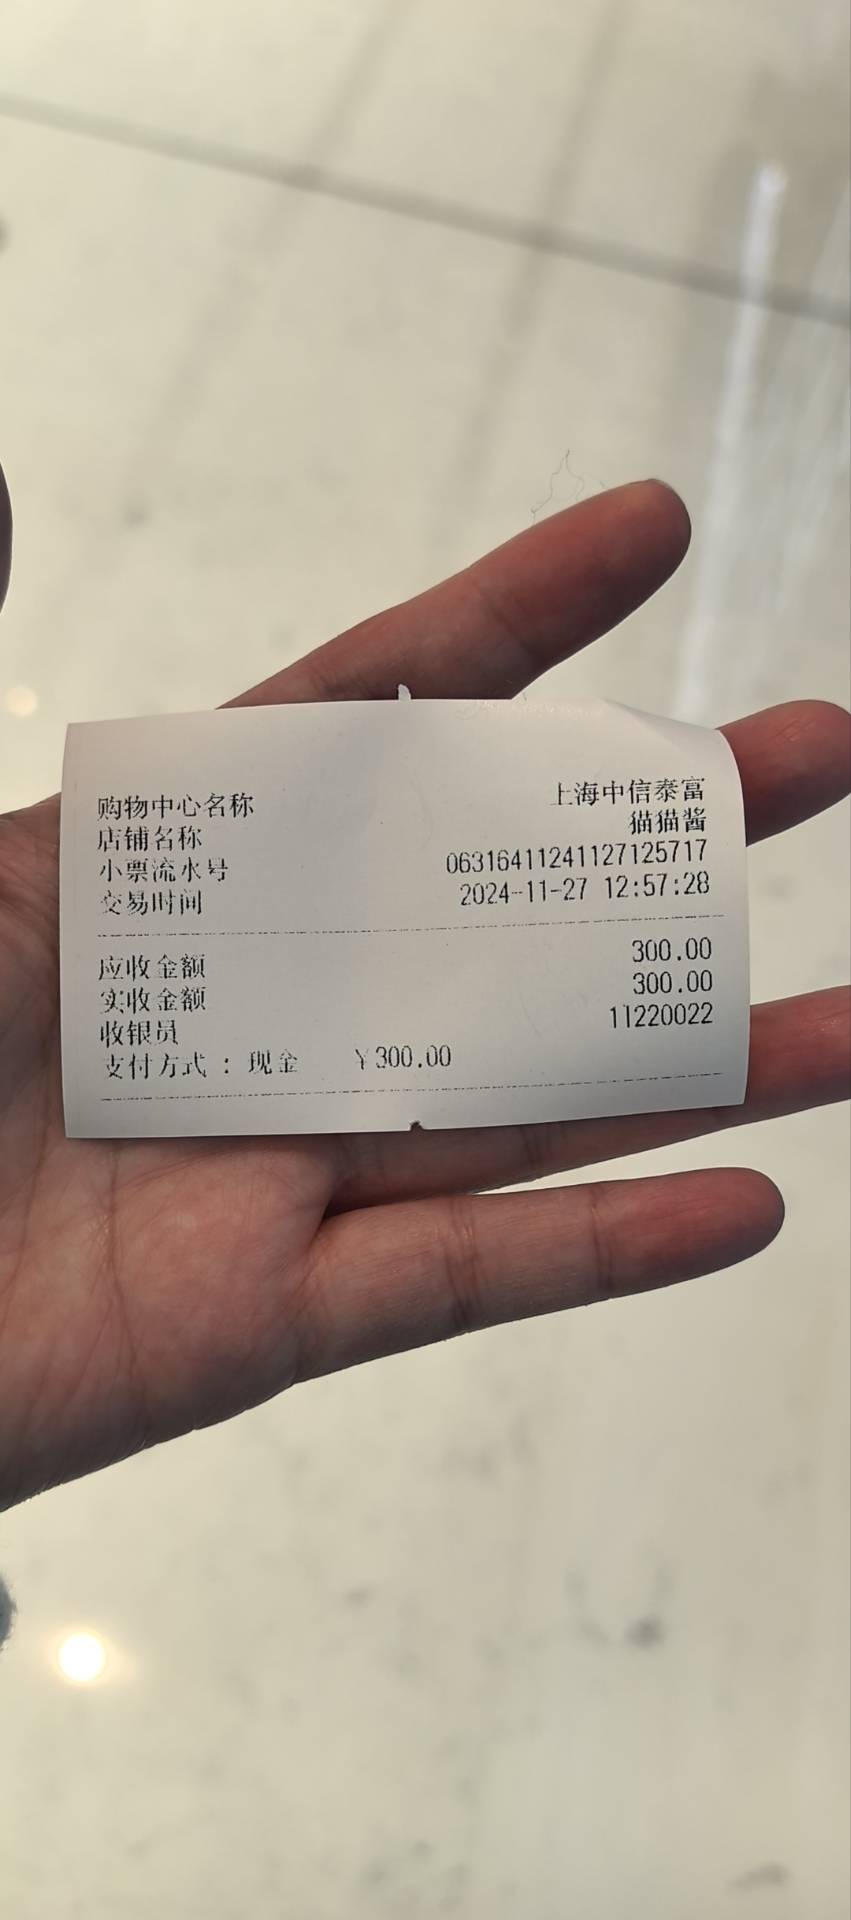 购物中心名称 上海中信泰富
店铺名称 猫猫酱
小票流水号 06316411241127125717
交易时间 2024-11-27 12:57:28
应收金额 300.00
实收金额 300.00
收银员 11220022
支付方式 : 现金 ¥300.00